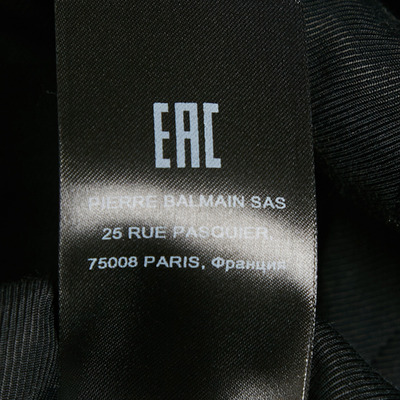 EAC
PIERRE BALMAIN SAS
25 RUE PASQUIER,
75008 PARIS, Франция